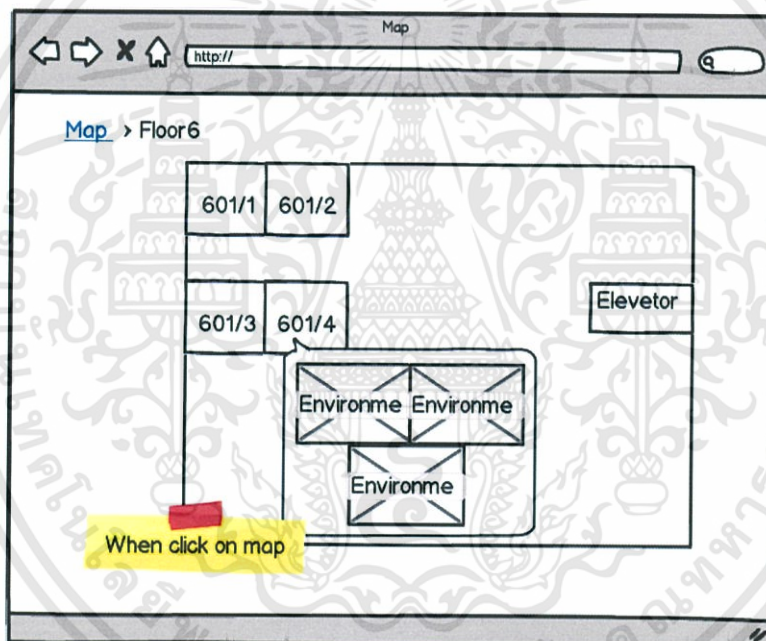 Map
http://
Map > Floor6
601/1 601/2
601/3 601/4
Elevetor
Environme Environme
Environme
When click on map